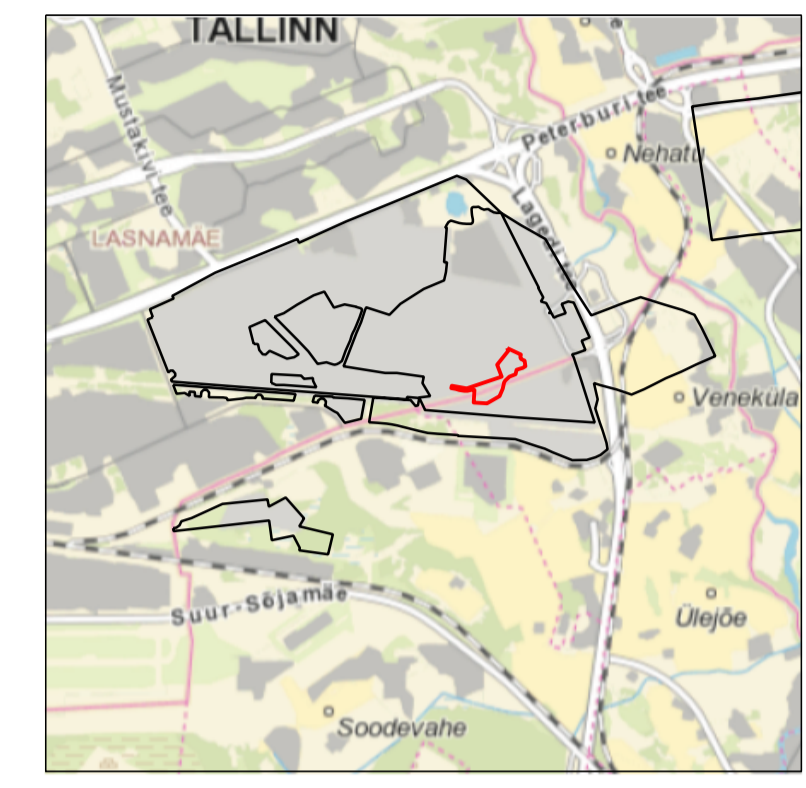 TALLINN
e
Mustakivi tee
Peterburi tee
Nehatu
Lagedi tee
LASNAMÄE
Veneküla
Suur-Sõjamäe
Ülejõe
Soodevahe